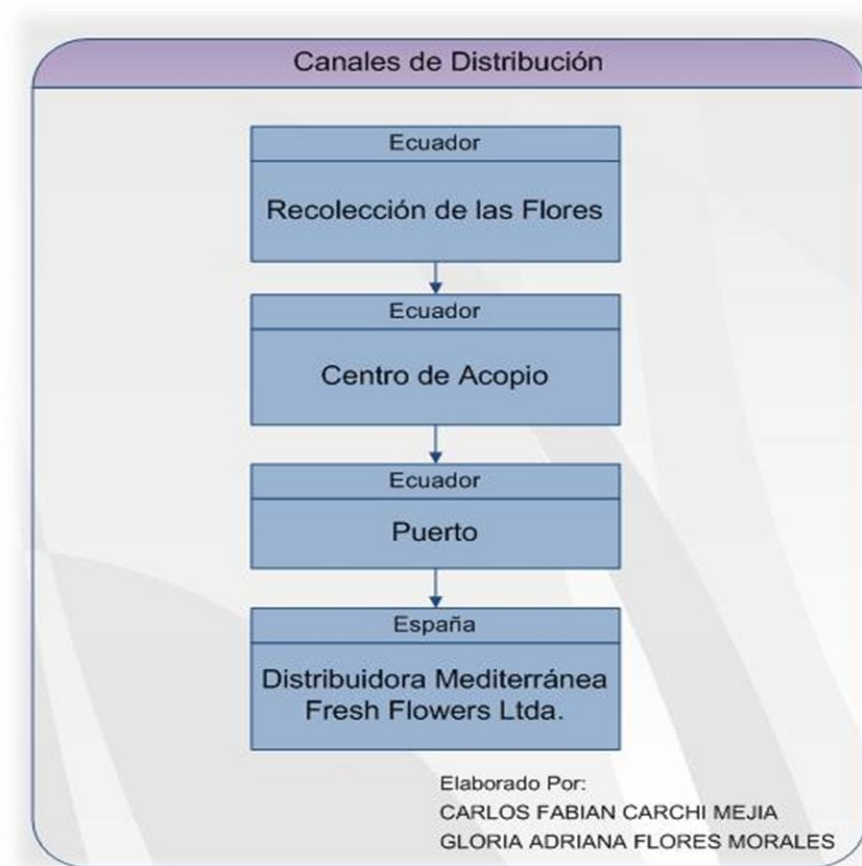 Canales de Distribución
Ecuador
Recolección de las Flores
Ecuador
Centro de Acopio
Ecuador
Puerto
España
Distribuidora Mediterránea
Fresh Flowers Ltda.
Elaborado Por:
CARLOS FABIAN CARCHI MEJIA
GLORIA ADRIANA FLORES MORALES